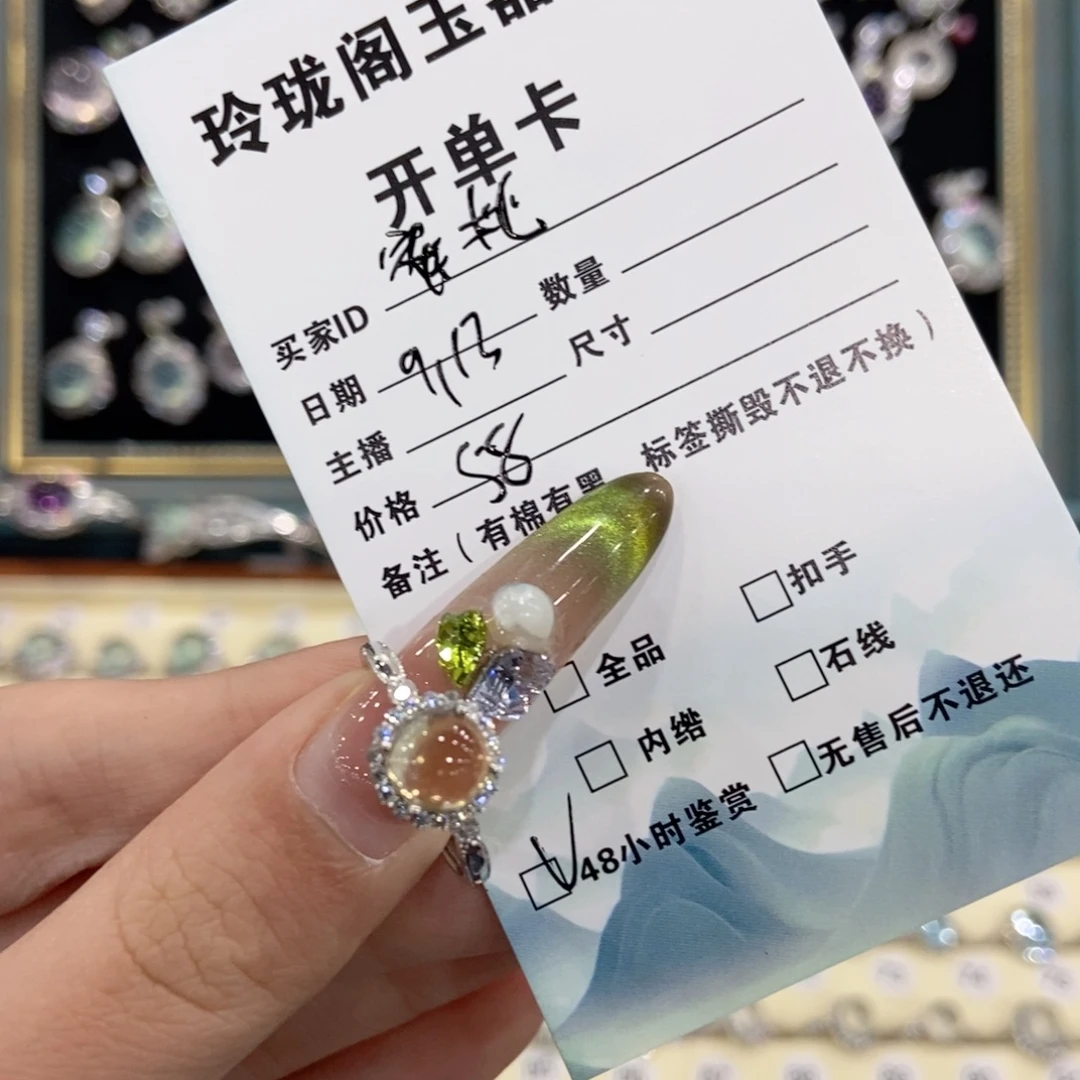 玲珑阁玉品
开单卡
买家ID 蜜桃
日期 9/13 数量
主播 尺寸
价格 58
备注（有棉有黑 标签撕毁不退不换）
全品 扣手
内绺 石线
48小时鉴赏 无售后不退还